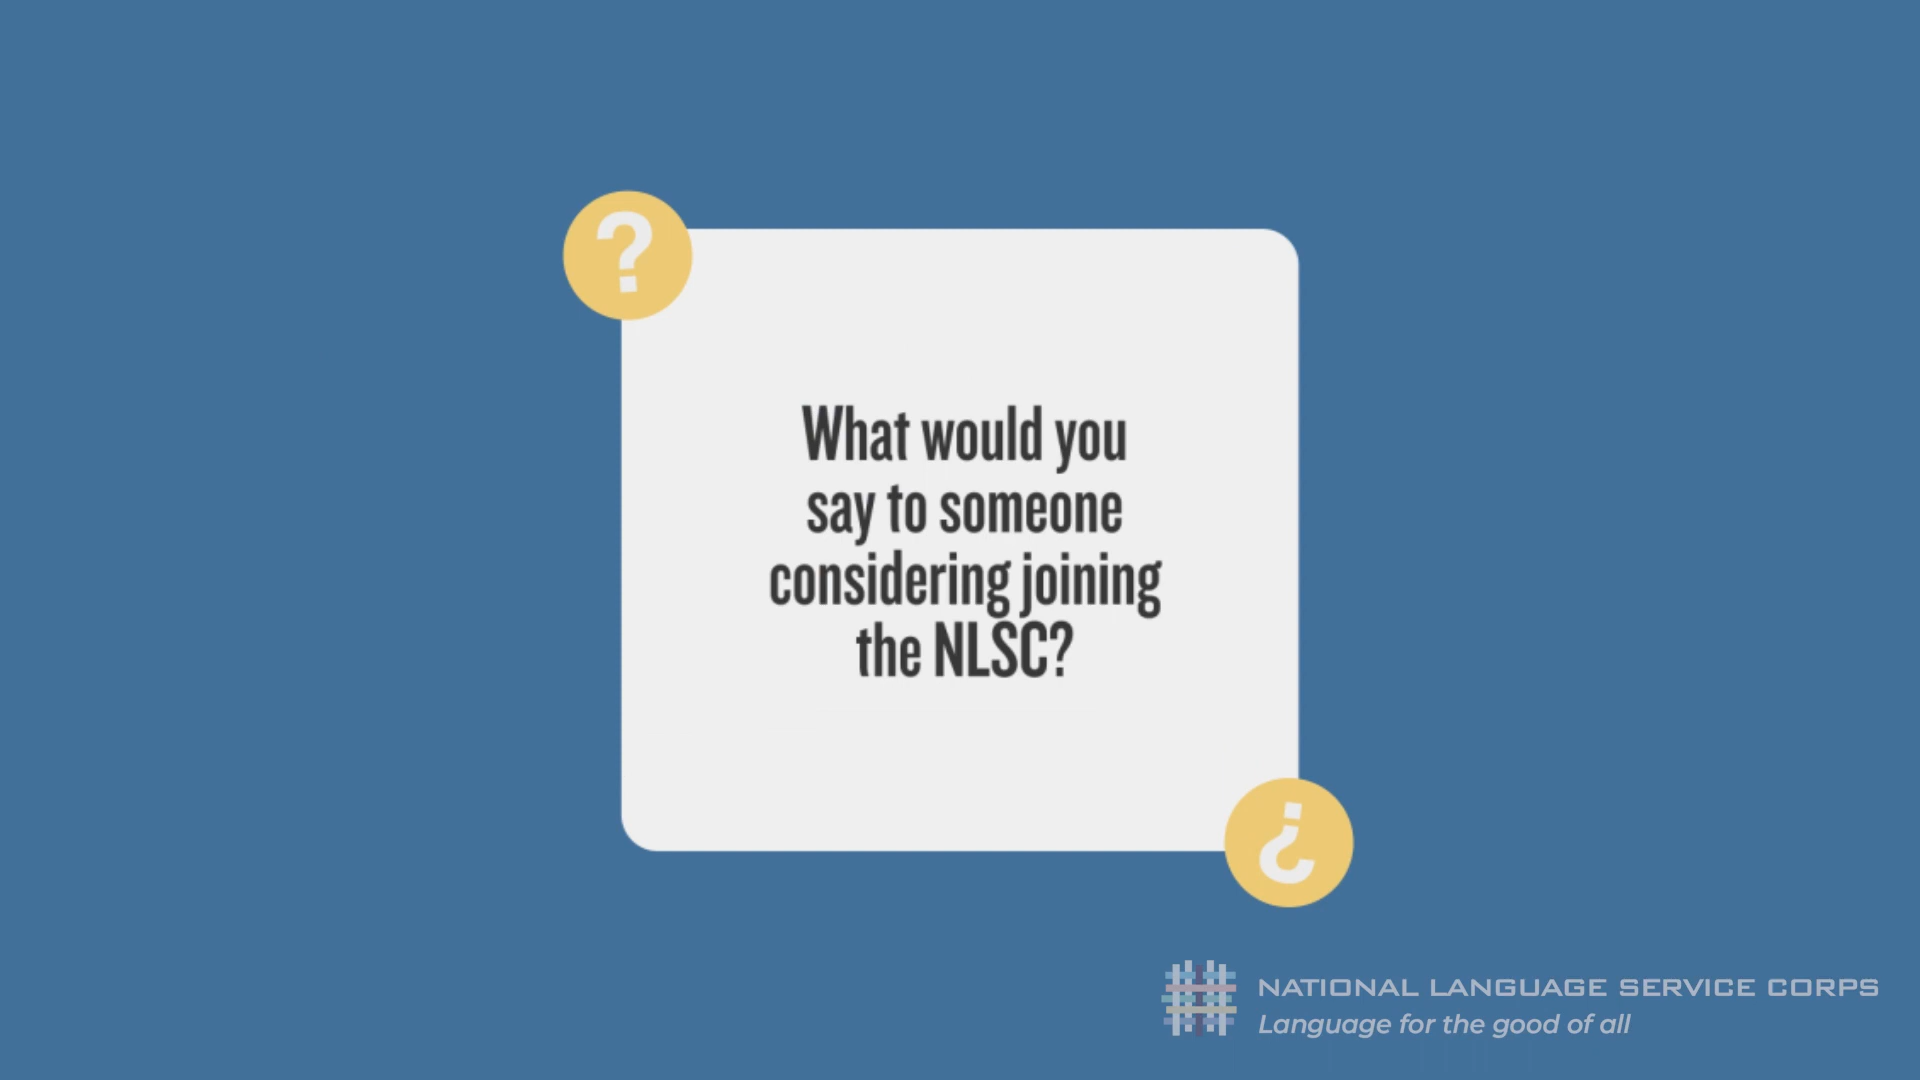 ?
What would you
say to someone
considering joining
the NLSC?
¿
NATIONAL LANGUAGE SERVICE CORPS
Language for the good of all